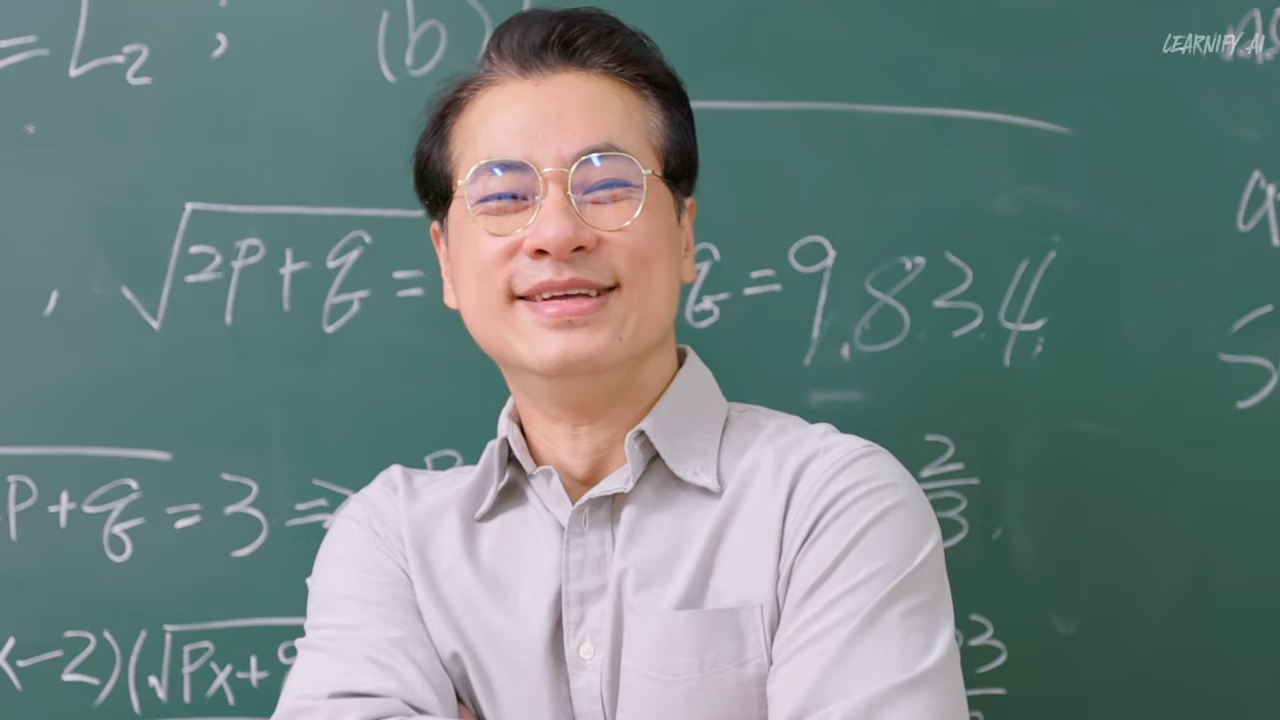 = L₂ ;
(b)
LEARNIFY.AI
, √2P+q =
q = 9.834
2/3
P+q = 3 ⇒
x-2)(√Px+q
3